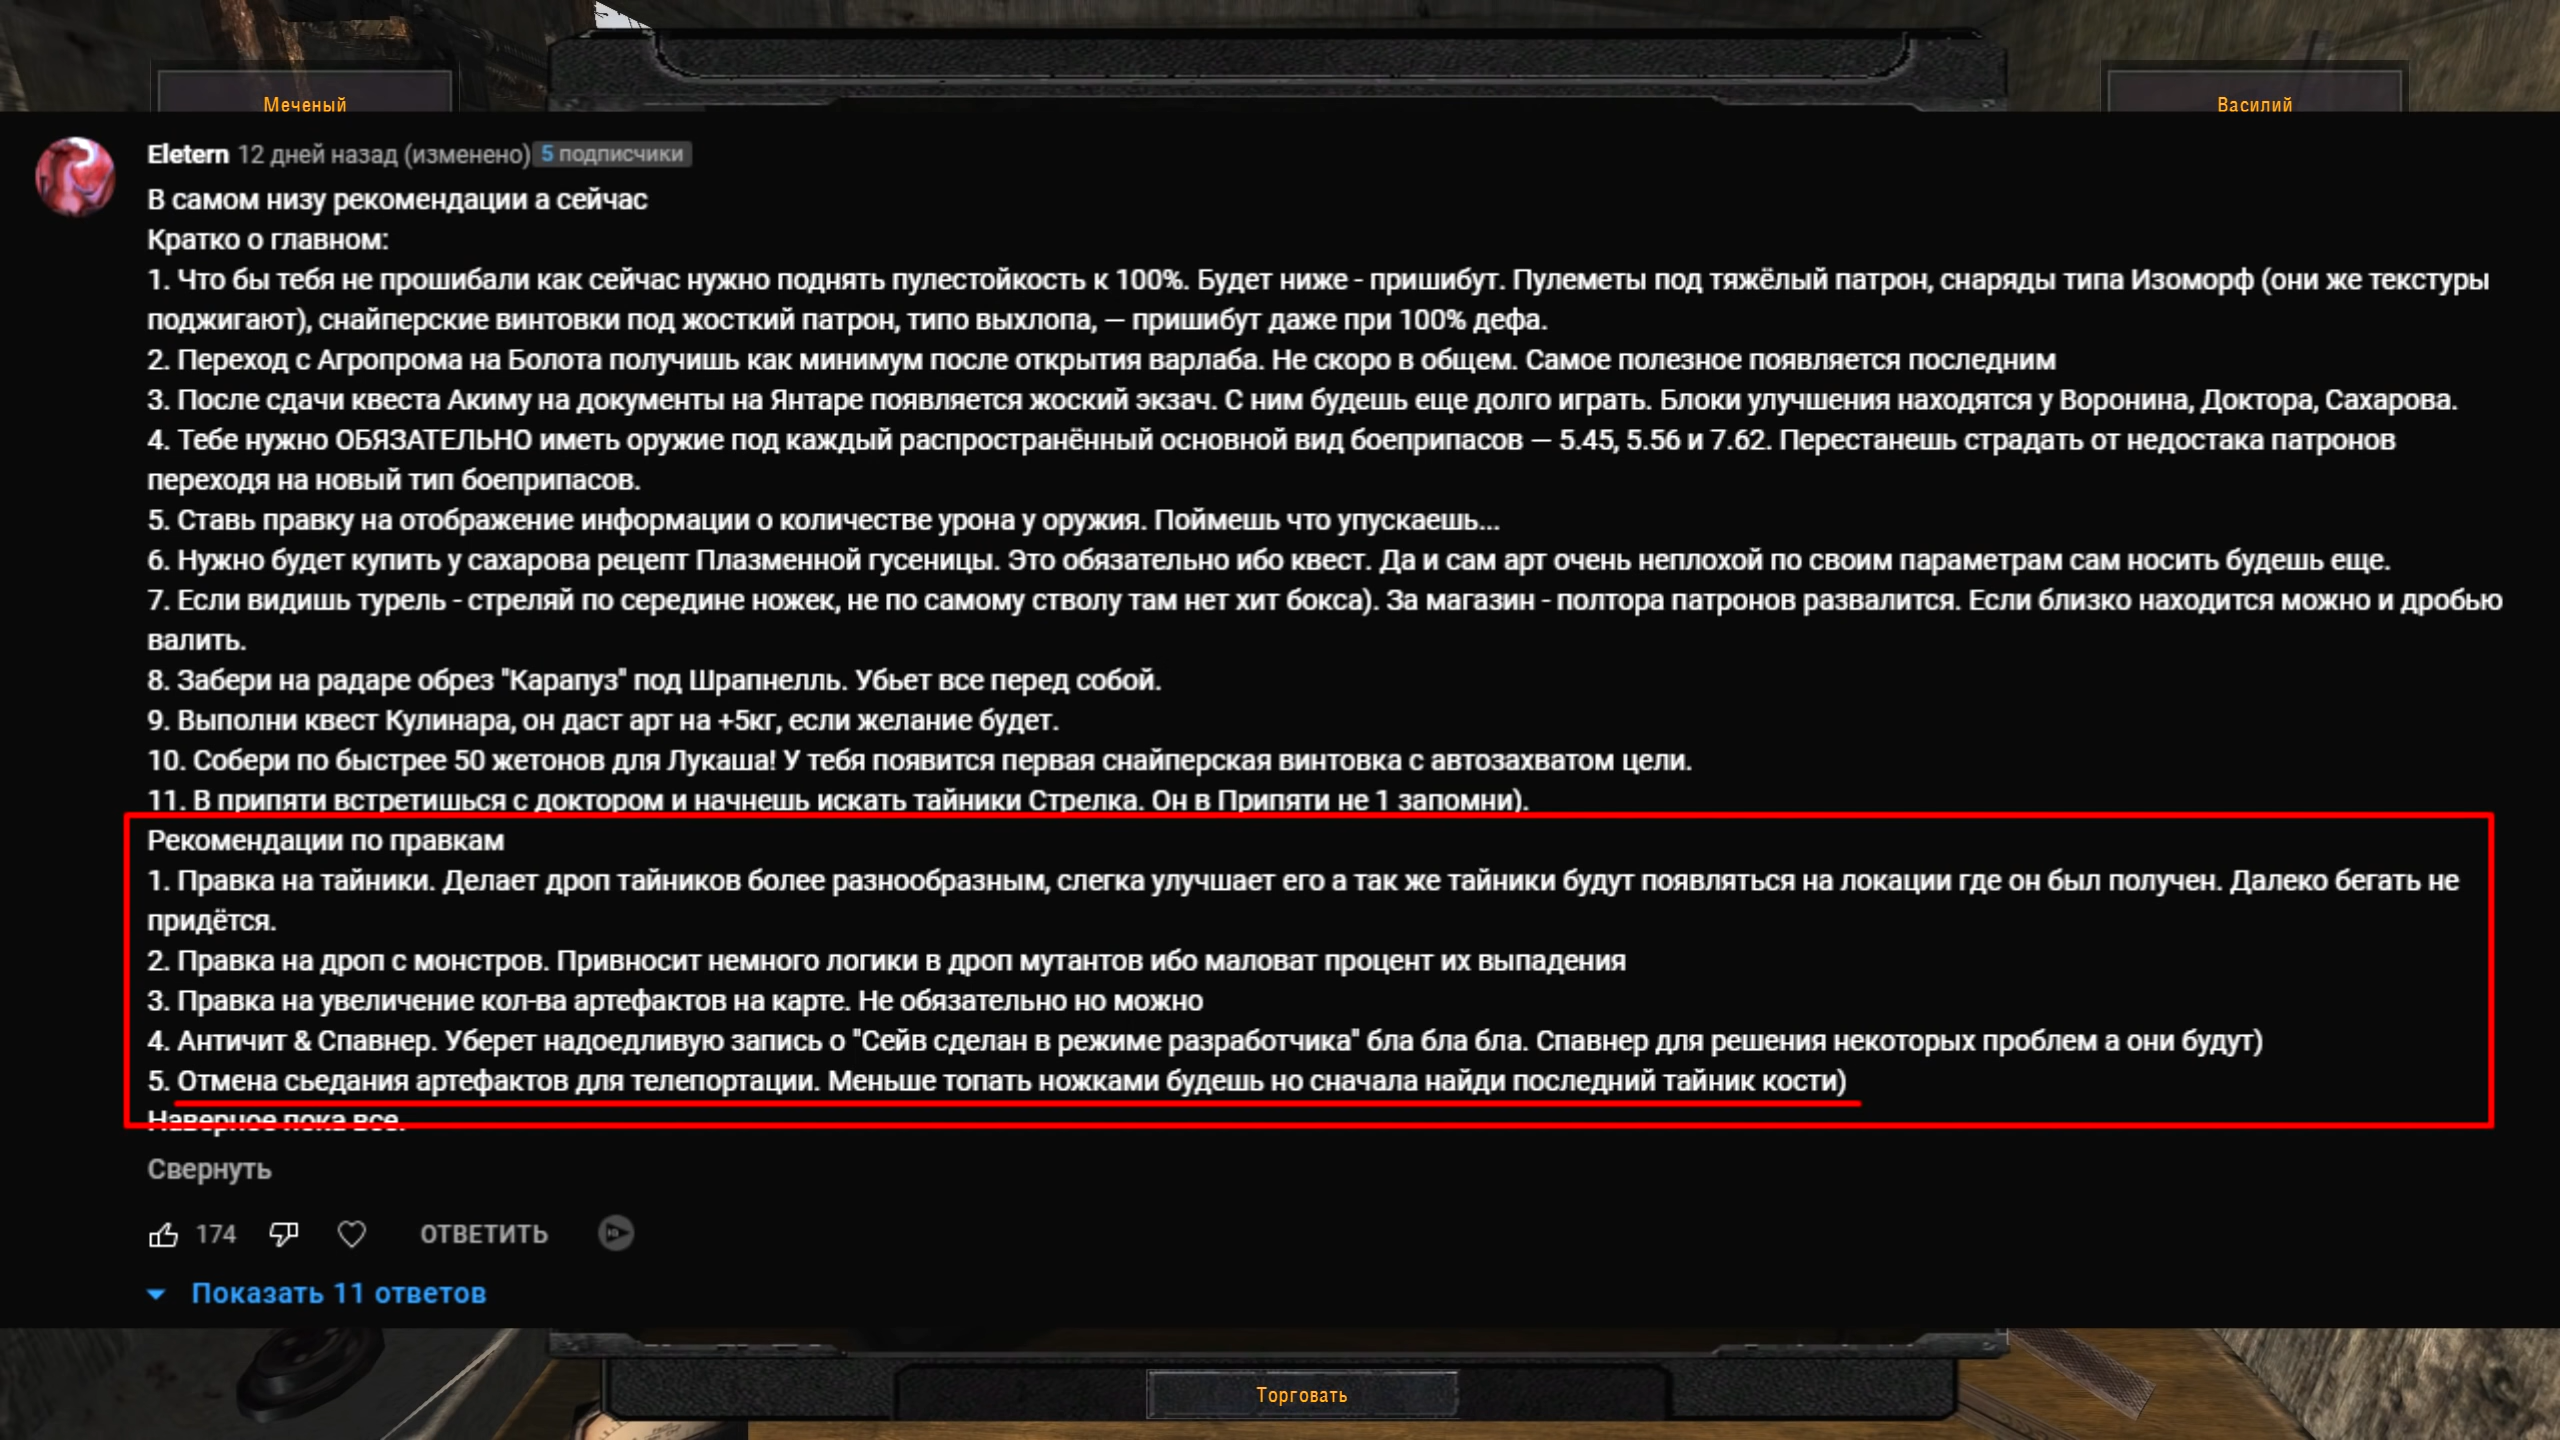 Меченый
Василий
Eletern 12 дней назад (изменено) 5 подписчики
В самом низу рекомендации а сейчас
Кратко о главном:
1. Что бы тебя не прошибали как сейчас нужно поднять пулестойкость к 100%. Будет ниже - пришибут. Пулеметы под тяжёлый патрон, снаряды типа Изоморф (они же текстуры
поджигают), снайперские винтовки под жосткий патрон, типо выхлопа, — пришибут даже при 100% дефа.
2. Переход с Агропрома на Болота получишь как минимум после открытия варлаба. Не скоро в общем. Самое полезное появляется последним
3. После сдачи квеста Акиму на документы на Янтаре появляется жоский экзач. С ним будешь еще долго играть. Блоки улучшения находятся у Воронина, Доктора, Сахарова.
4. Тебе нужно ОБЯЗАТЕЛЬНО иметь оружие под каждый распространённый основной вид боеприпасов — 5.45, 5.56 и 7.62. Перестанешь страдать от недостака патронов
переходя на новый тип боеприпасов.
5. Ставь правку на отображение информации о количестве урона у оружия. Поймешь что упускаешь...
6. Нужно будет купить у сахарова рецепт Плазменной гусеницы. Это обязательно ибо квест. Да и сам арт очень неплохой по своим параметрам сам носить будешь еще.
7. Если видишь турель - стреляй по середине ножек, не по самому стволу там нет хит бокса). За магазин - полтора патронов развалится. Если близко находится можно и дробью
валить.
8. Забери на радаре обрез "Карапуз" под Шрапнелль. Убьет все перед собой.
9. Выполни квест Кулинара, он даст арт на +5кг, если желание будет.
10. Собери по быстрее 50 жетонов для Лукаша! У тебя появится первая снайперская винтовка с автозахватом цели.
11. В припяти встретишься с доктором и начнешь искать тайники Стрелка. Он в Припяти не 1 запомни).
Рекомендации по правкам
1. Правка на тайники. Делает дроп тайников более разнообразным, слегка улучшает его а так же тайники будут появляться на локации где он был получен. Далеко бегать не
придётся.
2. Правка на дроп с монстров. Привносит немного логики в дроп мутантов ибо маловат процент их выпадения
3. Правка на увеличение кол-ва артефактов на карте. Не обязательно но можно
4. Античит & Спавнер. Уберет надоедливую запись о "Сейв сделан в режиме разработчика" бла бла бла. Спавнер для решения некоторых проблем а они будут)
5. Отмена сьедания артефактов для телепортации. Меньше топать ножками будешь но сначала найди последний тайник кости)
Наверное пока все.
Свернуть
174 ОТВЕТИТЬ
Показать 11 ответов
Торговать